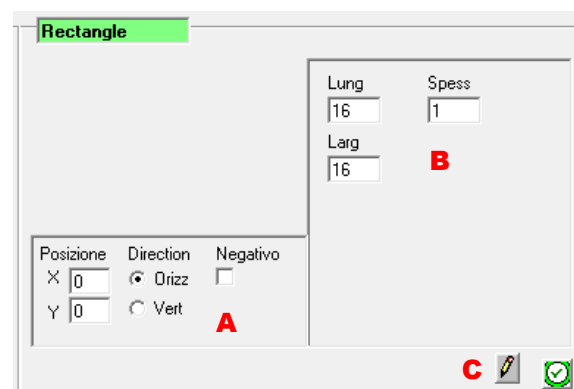 Rectangle
Lung Spess
16 1
Larg
16
B
Posizione Direction Negativo
X 0 Orizz
Y 0 Vert
A
C